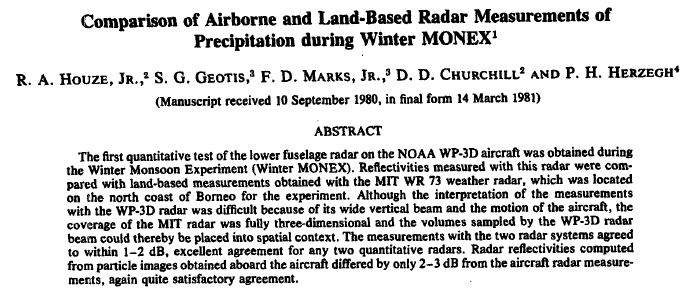 Comparison of Airborne and Land-Based Radar Measurements of
Precipitation during Winter MONEX¹
R. A. HOUZE, JR.,² S. G. GEOTIS,³ F. D. MARKS, JR.,³ D. D. CHURCHILL² AND P. H. HERZEGH⁴
(Manuscript received 10 September 1980, in final form 14 March 1981)
ABSTRACT
The first quantitative test of the lower fuselage radar on the NOAA WP-3D aircraft was obtained during
the Winter Monsoon Experiment (Winter MONEX). Reflectivities measured with this radar were com-
pared with land-based measurements obtained with the MIT WR 73 weather radar, which was located
on the north coast of Borneo for the experiment. Although the interpretation of the measurements
with the WP-3D radar was difficult because of its wide vertical beam and the motion of the aircraft, the
coverage of the MIT radar was fully three-dimensional and the volumes sampled by the WP-3D radar
beam could thereby be placed into spatial context. The measurements with the two radar systems agreed
to within 1–2 dB, excellent agreement for any two quantitative radars. Radar reflectivities computed
from particle images obtained aboard the aircraft differed by only 2–3 dB from the aircraft radar measure-
ments, again quite satisfactory agreement.